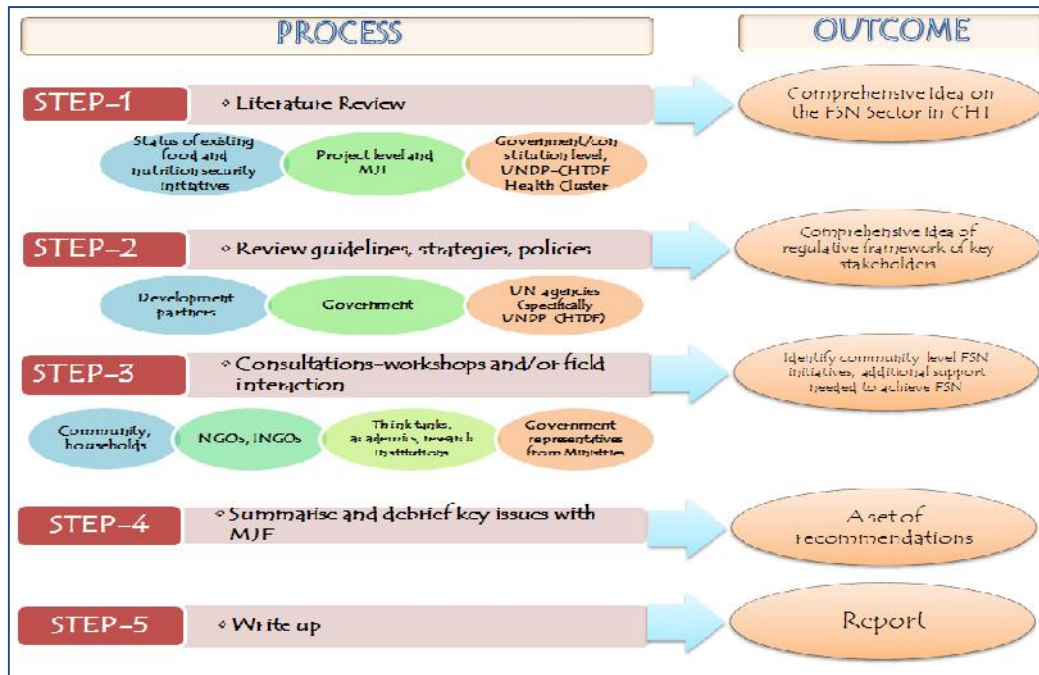 PROCESS
OUTCOME
STEP-1
Literature Review
Comprehensive Idea on
the FSN Sector in CHT
Status of existing
food and
nutrition security
initiatives
Project level and
MJF
Government/con
stitution level,
UNDP-CHTDF
Health Cluster
STEP-2
Review guidelines, strategies, policies
Comprehensive Idea of
regulative framework of key
stakeholders
Development
partners
Government
UN agencies
(specifically
UNDP-CHTDF)
STEP-3
Consultations-workshops and/or field
interaction
Identify community level FSN
initiatives, additional support
needed to achieve FSN
Community,
households
NGOs, INGOs
Think tanks,
academics, research
institutions
Government
representatives
from Ministries
STEP-4
Summarise and debrief key issues with
MJF
A set of
recommendations
STEP-5
Write up
Report